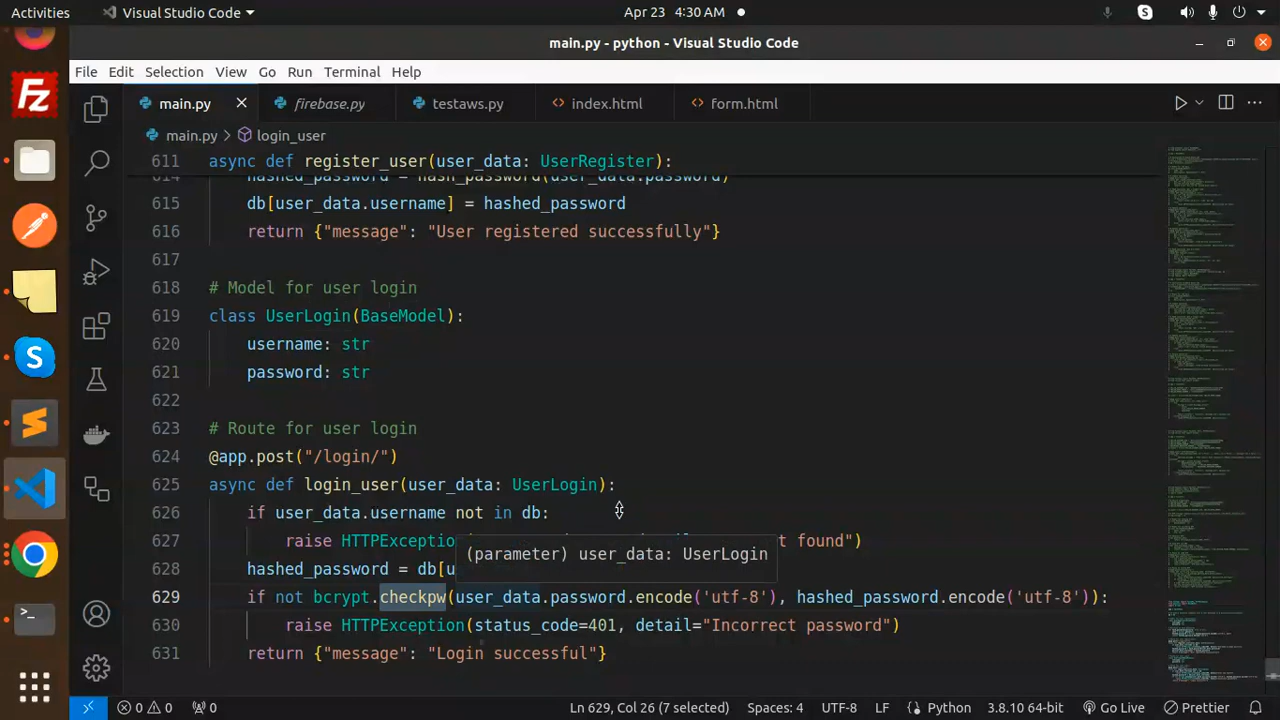 Activities Visual Studio Code Apr 23 4:30 AM
main.py - python - Visual Studio Code
File Edit Selection View Go Run Terminal Help
main.py firebase.py testaws.py index.html form.html
main.py > login_user
611 async def register_user(user_data: UserRegister):
614 hashed_password = hash_password(user_data.password)
615 db[user_data.username] = hashed_password
616 return {"message": "User registered successfully"}
617
618 # Model for user login
619 class UserLogin(BaseModel):
620 username: str
621 password: str
622
623 # Route for user login
624 @app.post("/login/")
625 async def login_user(user_data: UserLogin):
626 if user_data.username not in db:
627 raise HTTPException t found")
(parameter) user_data: UserLogin
628 hashed_password = db[u
629 if not bcrypt.checkpw(user_data.password.encode('utf-8'), hashed_password.encode('utf-8')):
630 raise HTTPException(status_code=401, detail="Incorrect password")
631 return {"message": "Login successful"}
0 0 0 Ln 629, Col 26 (7 selected) Spaces: 4 UTF-8 LF Python 3.8.10 64-bit Go Live Prettier